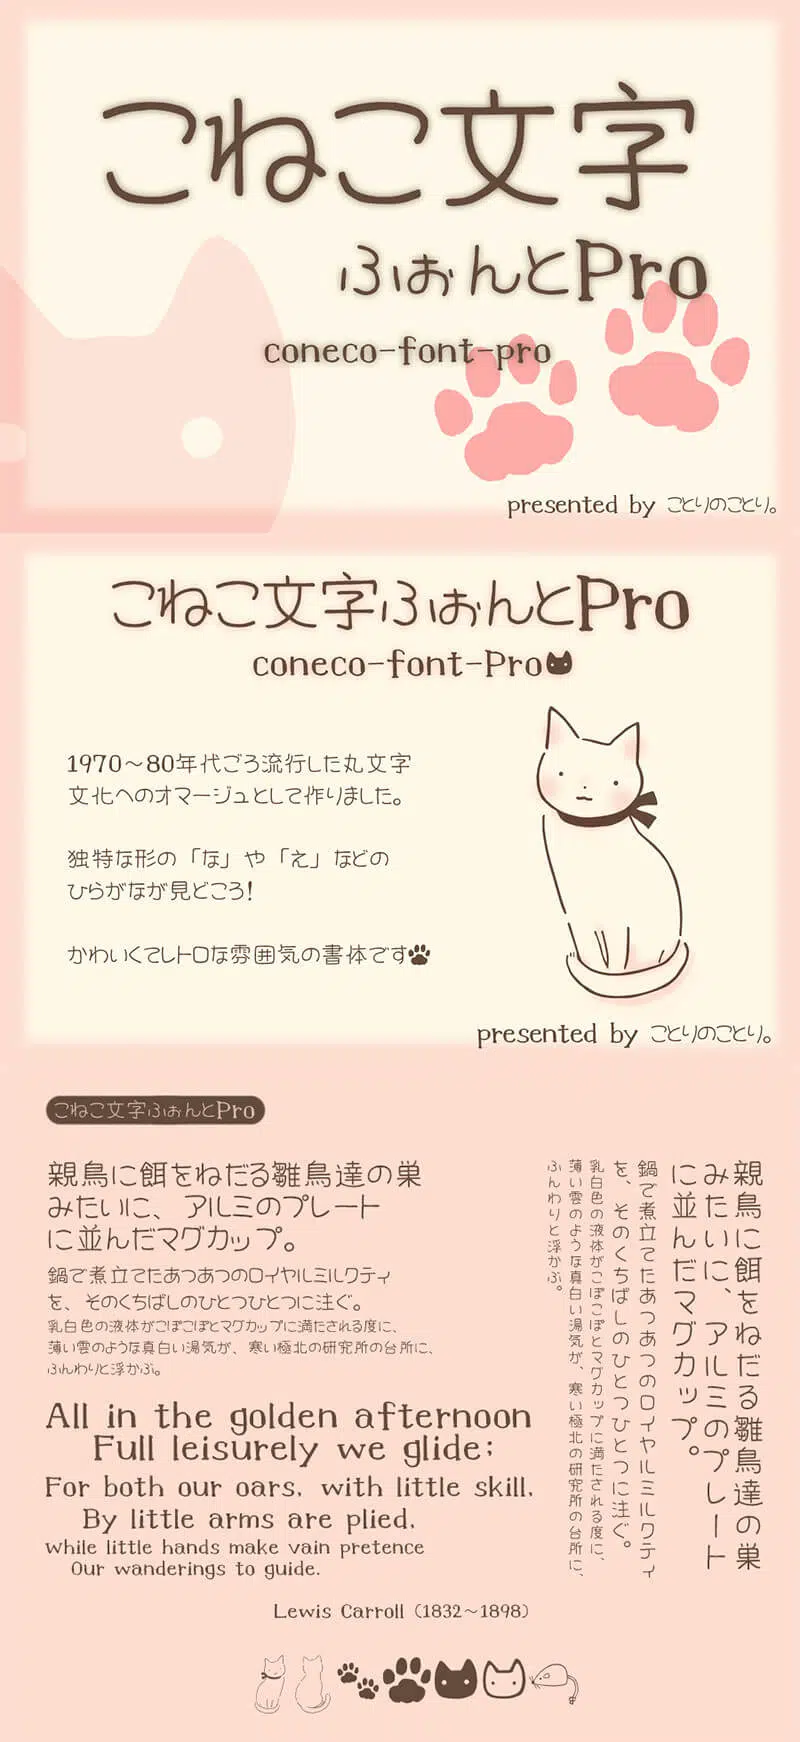 こねこ文字
ふぉんとPro
coneco-font-pro
presented by ことりのことり。
こねこ文字ふぉんとPro
coneco-font-Pro
1970～80年代ごろ流行した丸文字
文化へのオマージュとして作りました。
独特な形の「な」や「え」などの
ひらがなが見どころ！
かわいくてレトロな雰囲気の書体です
presented by ことりのことり。
こねこ文字ふぉんとPro
親鳥に餌をねだる雛鳥達の巣
みたいに、アルミのプレート
に並んだマグカップ。
鍋で煮立てたあつあつのロイヤルミルクティ
を、そのくちばしのひとつひとつに注ぐ。
乳白色の液体がこぽこぽとマグカップに満たされる度に、
薄い雲のような真白い湯気が、寒い極北の研究所の台所に、
ふんわりと浮かぶ。
All in the golden afternoon
Full leisurely we glide;
For both our oars, with little skill,
By little arms are plied,
while little hands make vain pretence
Our wanderings to guide.
Lewis Carroll (1832～1898)
親鳥に餌をねだる雛鳥達の巣
みたいに、アルミのプレート
に並んだマグカップ。
鍋で煮立てたあつあつのロイヤルミルクティ
を、そのくちばしのひとつひとつに注ぐ。
乳白色の液体がこぽこぽとマグカップに満たされる度に、
薄い雲のような真白い湯気が、寒い極北の研究所の台所に、
ふんわりと浮かぶ。